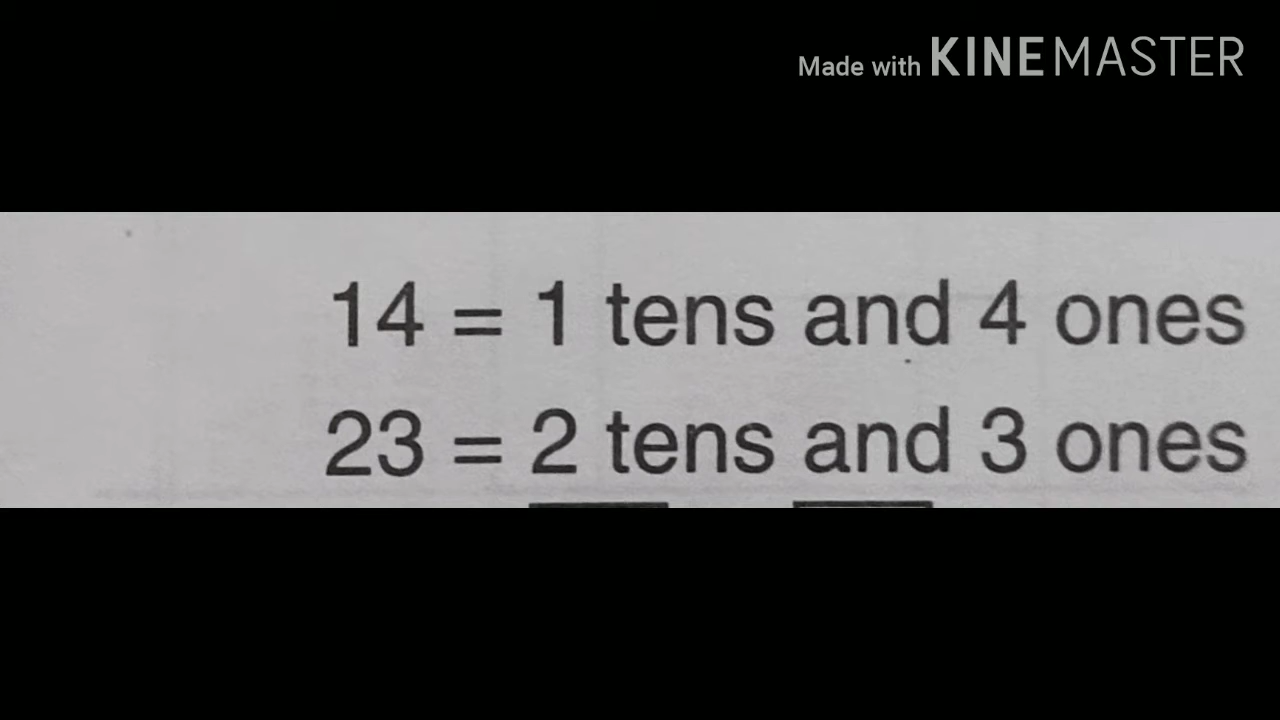 Made with KINEMASTER
14 = 1 tens and 4 ones
23 = 2 tens and 3 ones